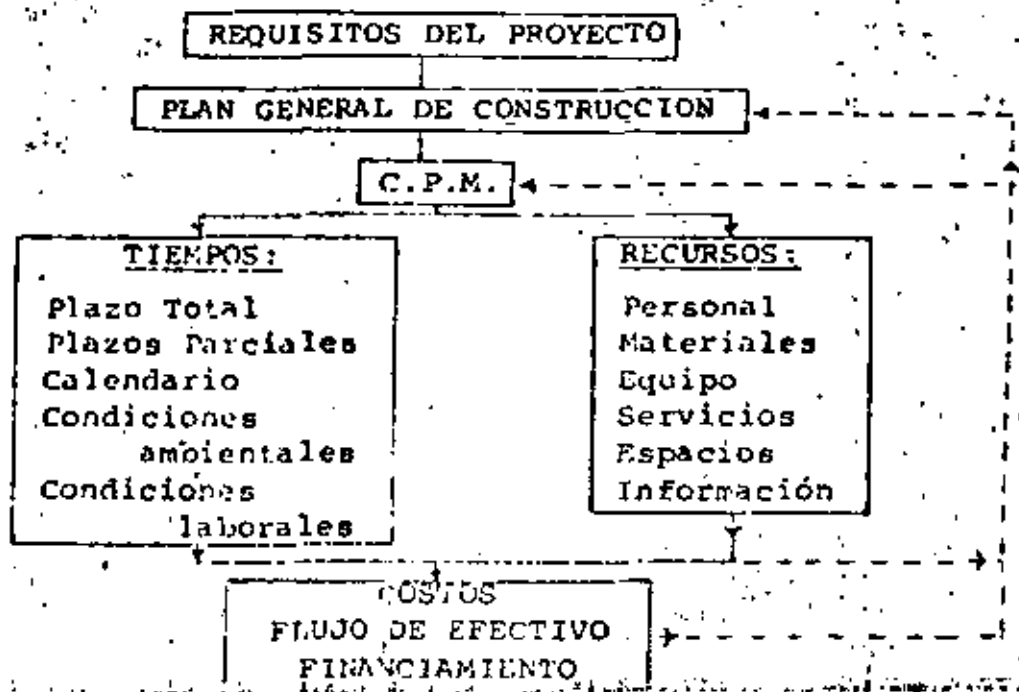 REQUISITOS DEL PROYECTO
PLAN GENERAL DE CONSTRUCCION
C.P.M.
TIEMPOS:
Plazo Total
Plazos Parciales
Calendario
Condiciones
ambientales
Condiciones
laborales
RECURSOS:
Personal
Materiales
Equipo
Servicios
Espacios
Información
COSTOS
FLUJO DE EFECTIVO
FINANCIAMIENTO